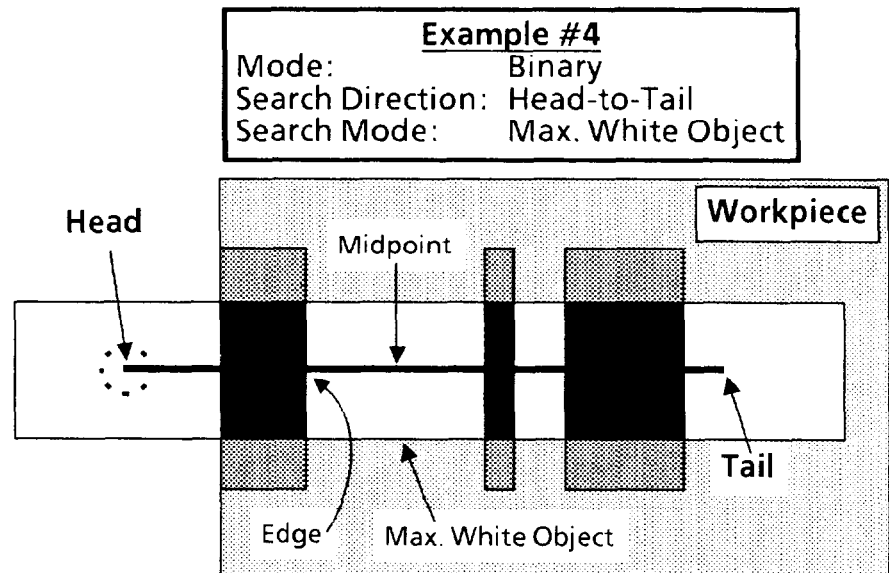 Example #4
Mode: Binary
Search Direction: Head-to-Tail
Search Mode: Max. White Object
Workpiece
Head
Midpoint
Tail
Edge
Max. White Object